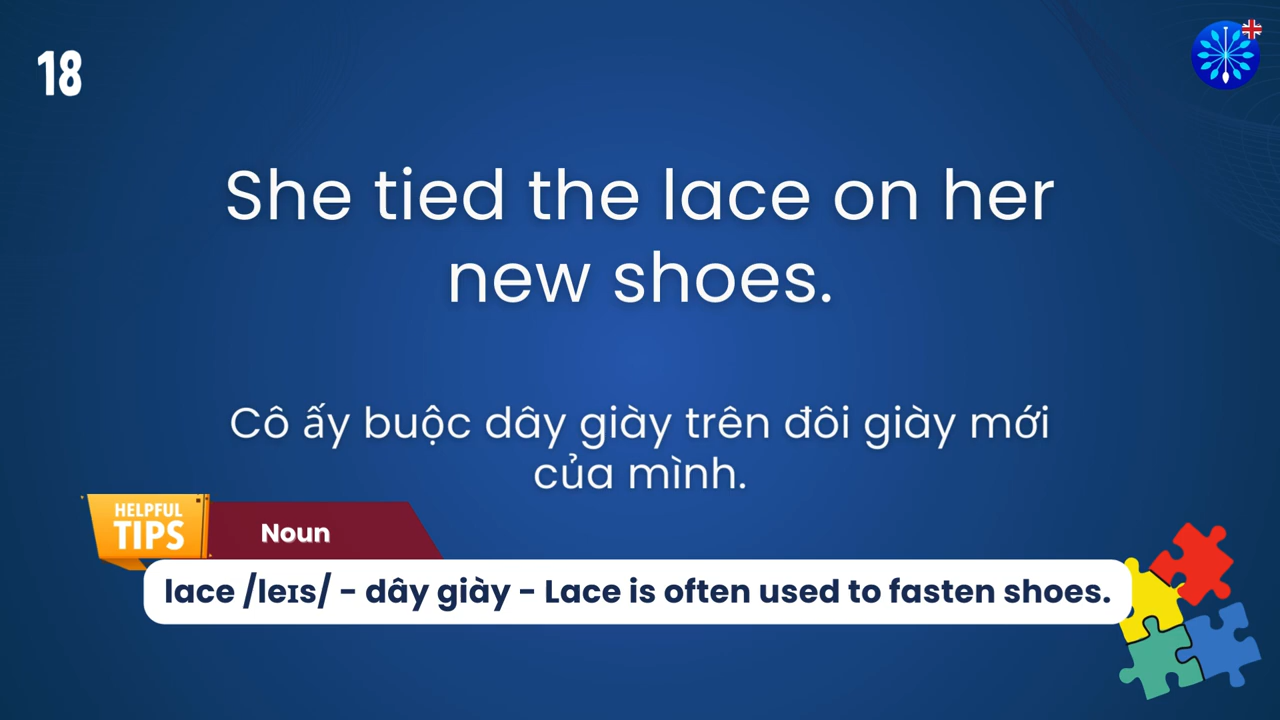 18
She tied the lace on her
new shoes.
Cô ấy buộc dây giày trên đôi giày mới
của mình.
HELPFUL
TIPS
Noun
lace /leɪs/ - dây giày - Lace is often used to fasten shoes.